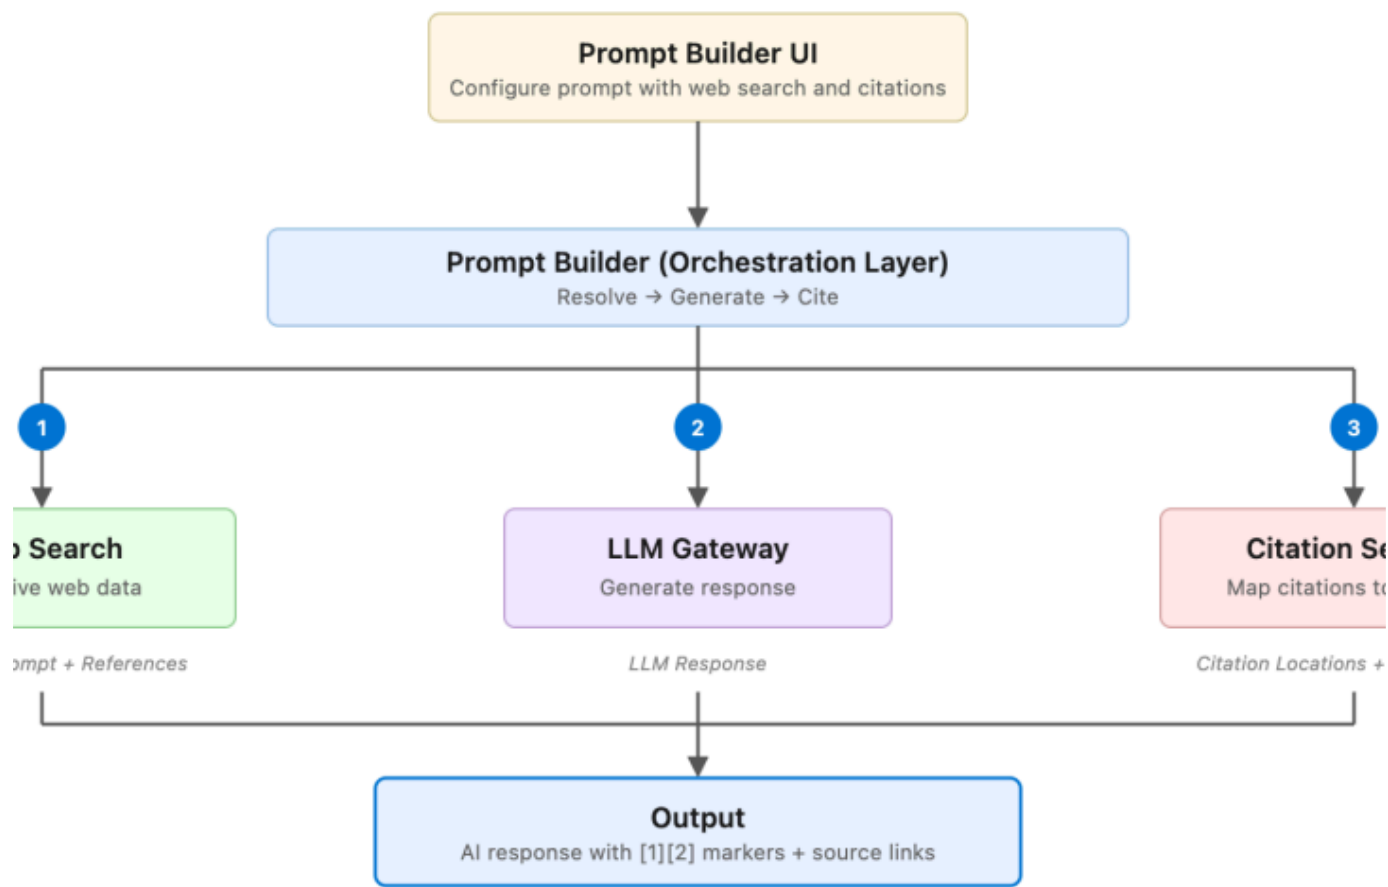 Prompt Builder UI
Configure prompt with web search and citations
Prompt Builder (Orchestration Layer)
Resolve → Generate → Cite
1
2
3
Search
web data
LLM Gateway
Generate response
Citation
Map citations
+ References
LLM Response
Citation Locations +
Output
AI response with [1][2] markers + source links